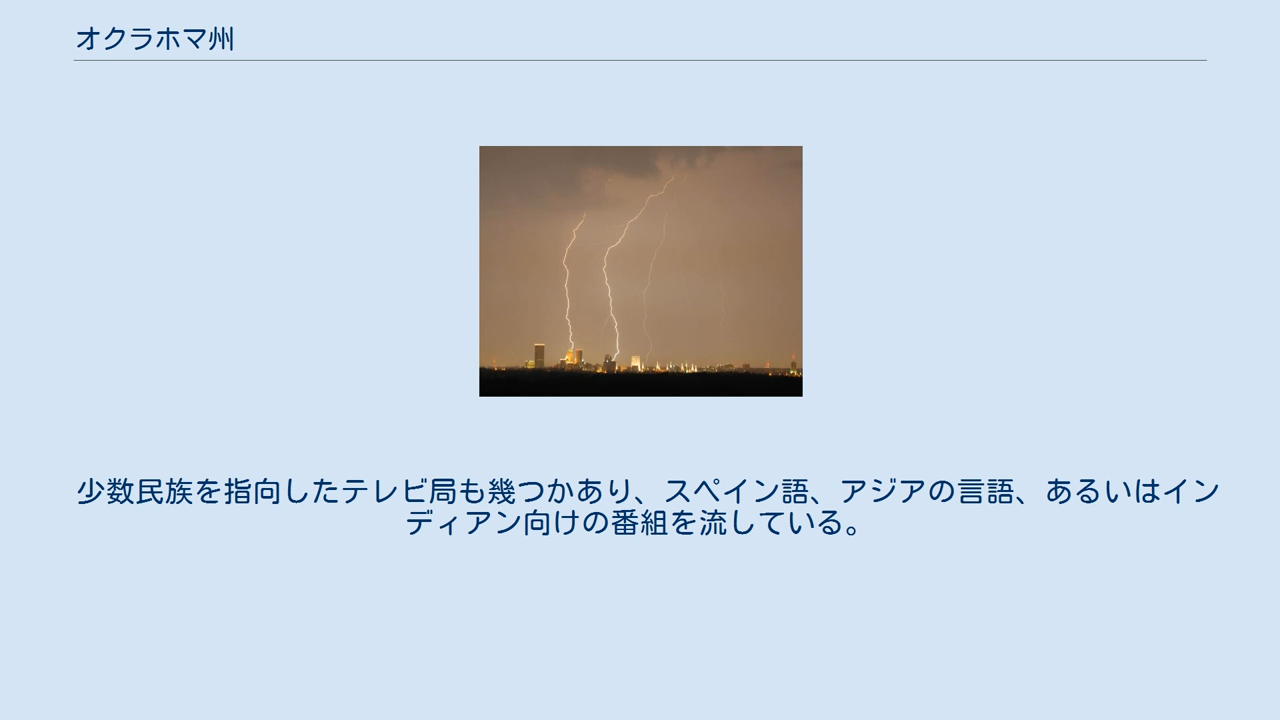 オクラホマ州
少数民族を指向したテレビ局も幾つかあり、スペイン語、アジアの言語、あるいはイン
ディアン向けの番組を流している。